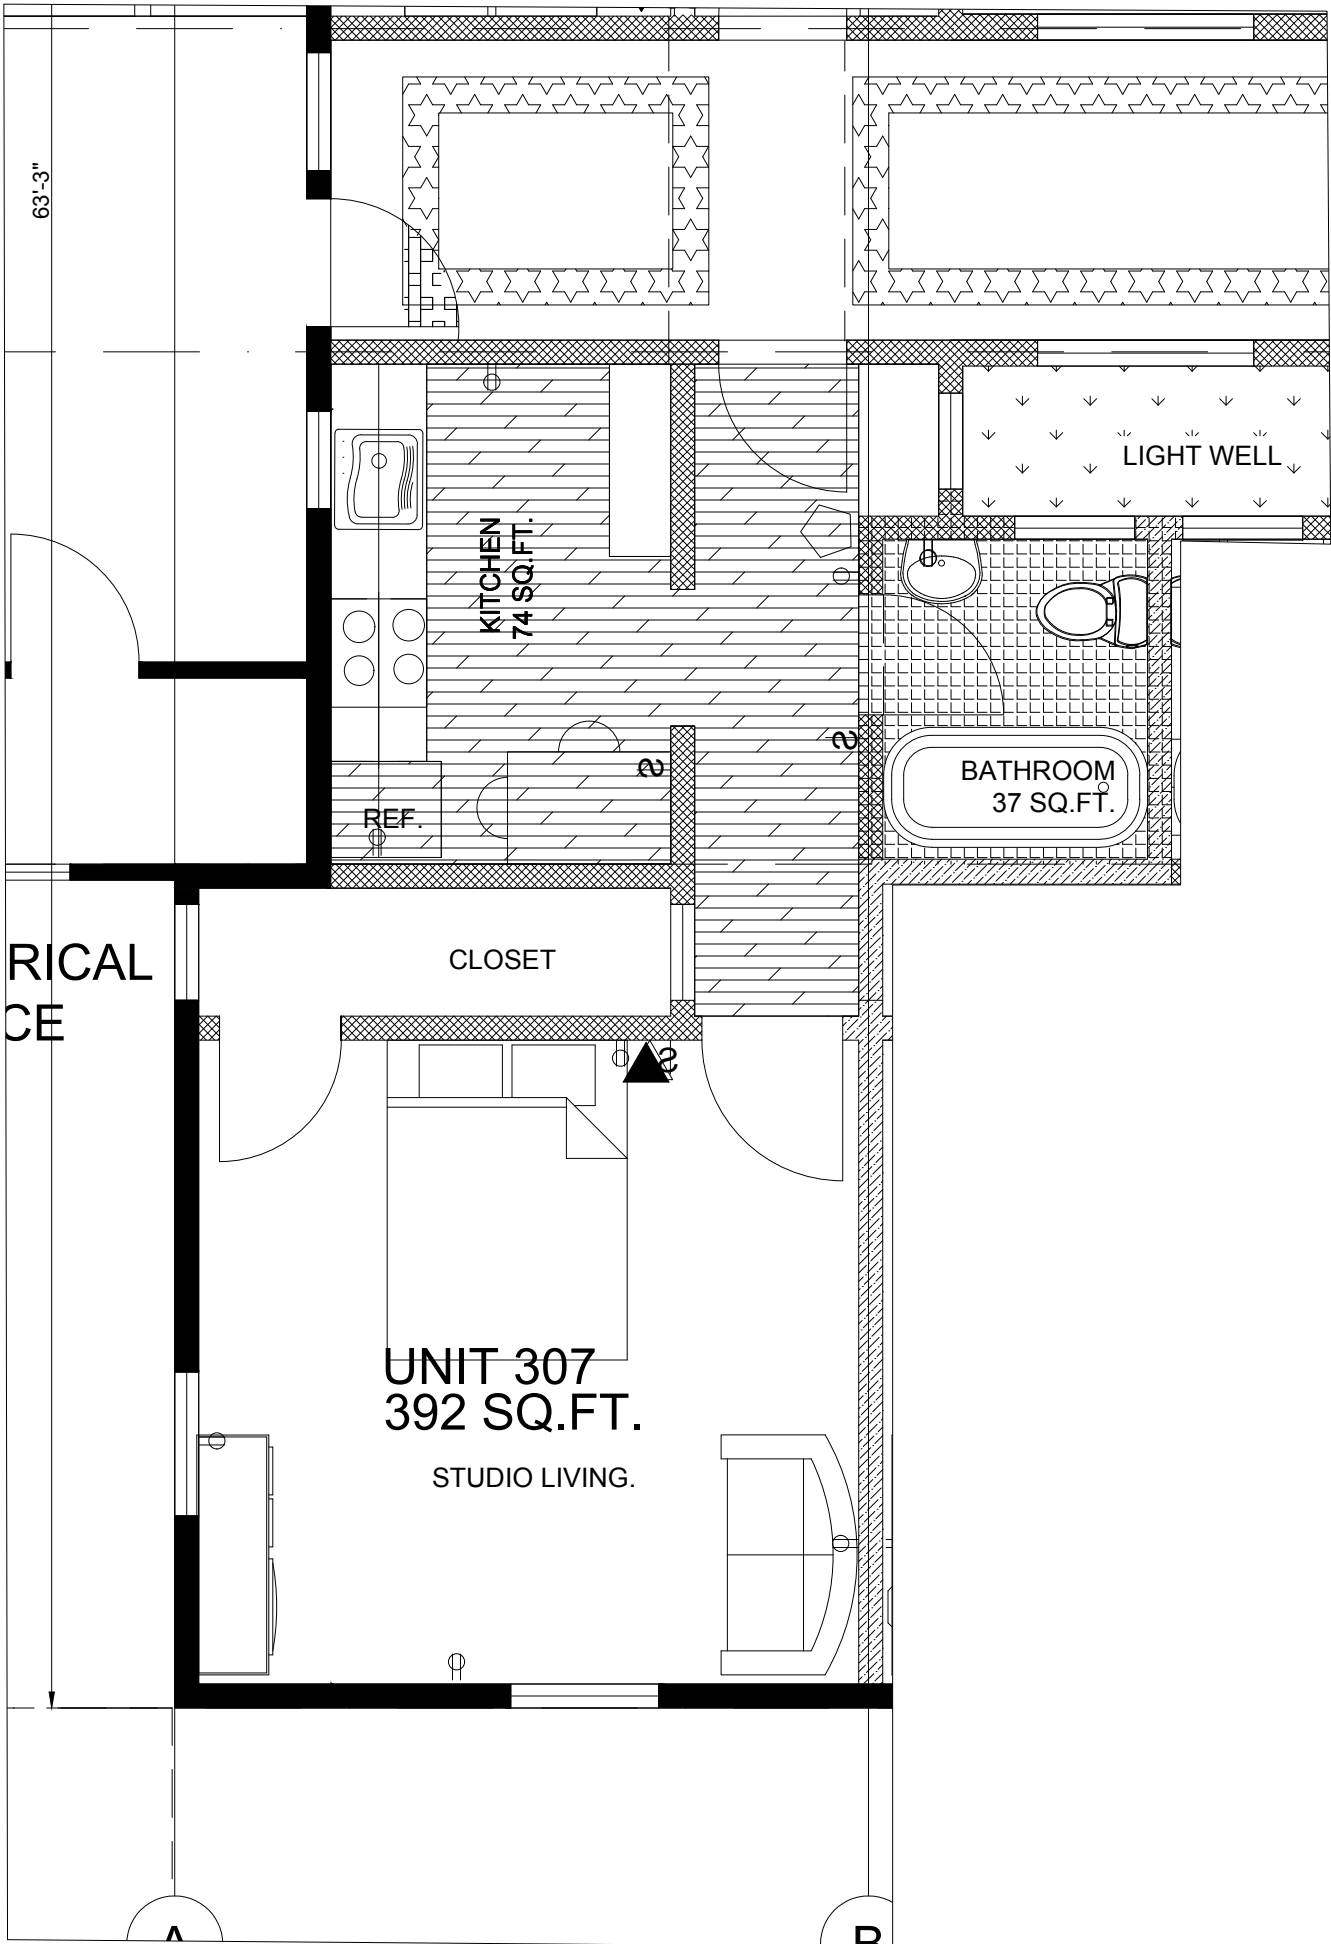 63'-3"
LIGHT WELL
KITCHEN
74 SQ.FT.
BATHROOM
37 SQ.FT.
REF.
S
S
RICAL
CE
CLOSET
S
UNIT 307
392 SQ.FT.
STUDIO LIVING.
A
B